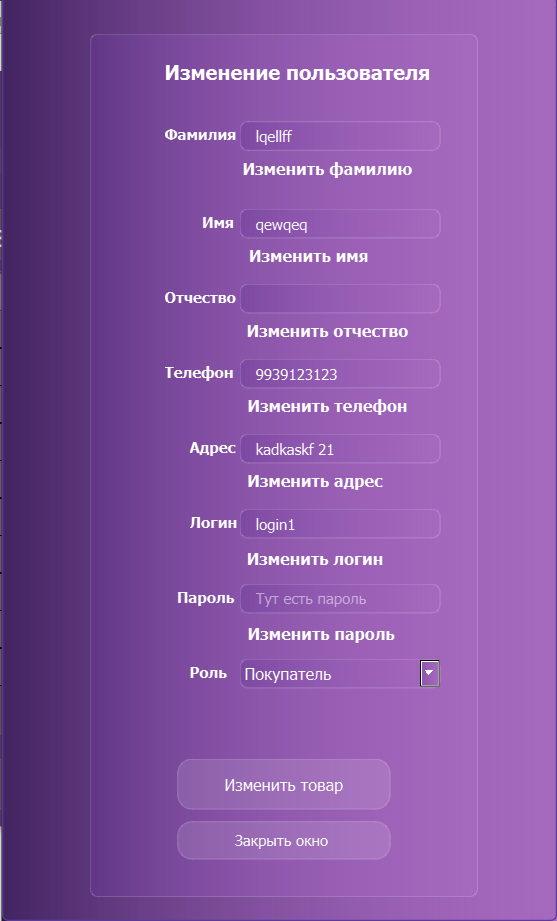 Изменение пользователя
Фамилия lqellff
Изменить фамилию
Имя qewqeq
Изменить имя
Отчество
Изменить отчество
Телефон 9939123123
Изменить телефон
Адрес kadkaskf 21
Изменить адрес
Логин login1
Изменить логин
Пароль Тут есть пароль
Изменить пароль
Роль Покупатель
Изменить товар
Закрыть окно